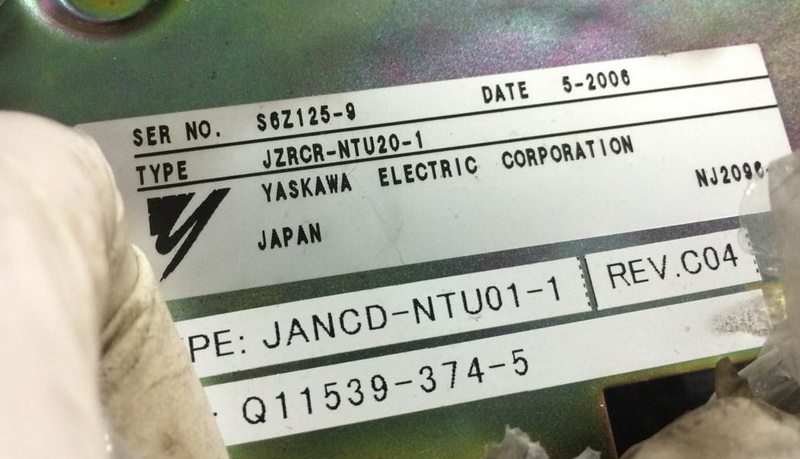 SER NO. S6Z125-9 DATE 5-2006
TYPE JZRCR-NTU20-1
YASKAWA ELECTRIC CORPORATION
JAPAN NJ2096-
PE: JANCD-NTU01-1 REV.C04
Q11539-374-5